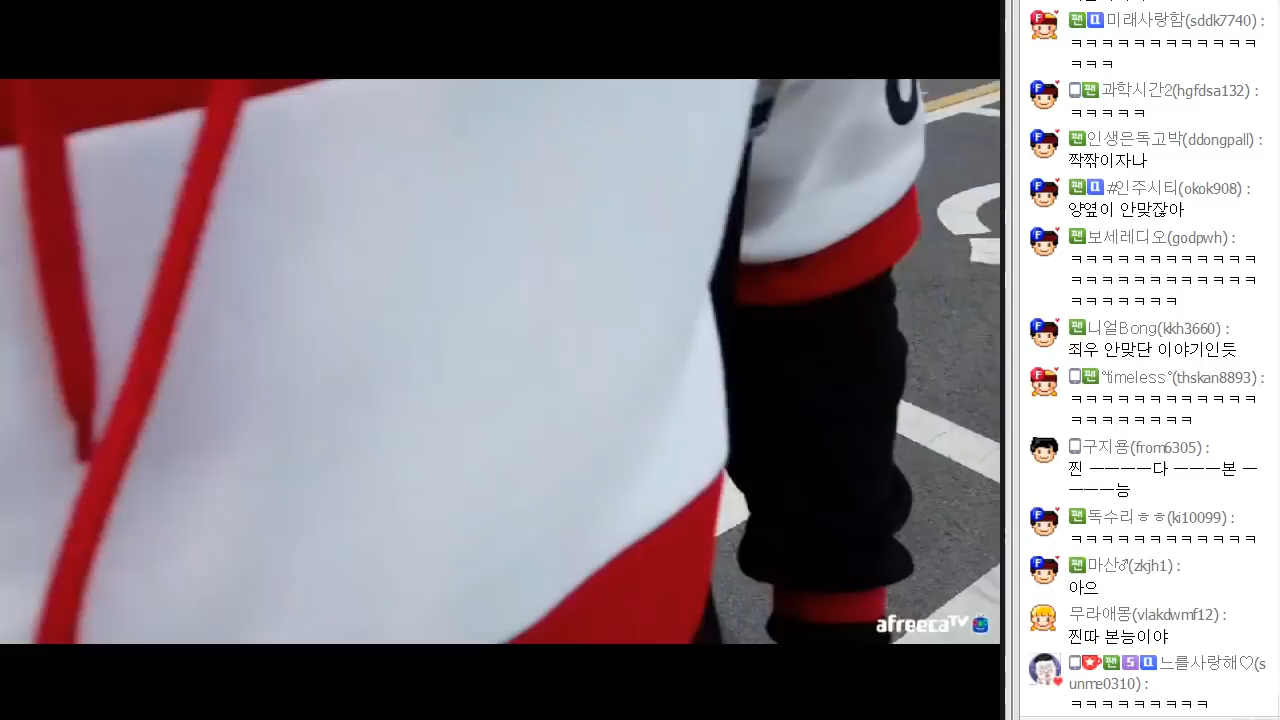 미래사랑함(sddk7740) :
ㅋㅋㅋㅋㅋㅋㅋㅋㅋㅋㅋㅋ
ㅋㅋㅋ
과학시간2(hgfdsa132) :
ㅋㅋㅋㅋㅋ
인생은독고박(ddongpall) :
짝짞이자나
#인주시티(okok908) :
양옆이 안맞잖아
보세레디오(godpwh) :
ㅋㅋㅋㅋㅋㅋㅋㅋㅋㅋㅋㅋ
ㅋㅋㅋㅋㅋㅋㅋㅋㅋㅋㅋㅋ
ㅋㅋㅋㅋㅋㅋㅋ
니얼Bong(kkh3660) :
죄우 안맞단 이야기인듯
°timeless°(thskan8893) :
ㅋㅋㅋㅋㅋㅋㅋㅋㅋㅋㅋㅋ
ㅋㅋㅋㅋㅋㅋㅋㅋ
구지용(from6305) :
찐 ㅡㅡㅡㅡ다 ㅡㅡㅡ본 ㅡ
ㅡㅡㅡ능
독수리ㅎㅎ(ki10099) :
ㅋㅋㅋㅋㅋㅋㅋㅋㅋㅋㅋㅋ
마산♂(zkjh1) :
아으
무라애몽(vlakdwmf12) :
afreecaTV
찐따 본능이야
느를사랑해♡(s
unme0310) :
ㅋㅋㅋㅋㅋㅋㅋㅋㅋ